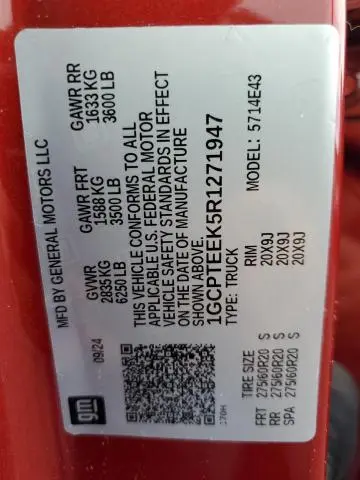 MFD BY GENERAL MOTORS LLC
GVWR GAWR FRT GAWR RR
2835 KG 1588 KG 1633 KG
6250 LB 3500 LB 3600 LB
THIS VEHICLE CONFORMS TO ALL
APPLICABLE U.S. FEDERAL MOTOR
VEHICLE SAFETY STANDARDS IN EFFECT
ON THE DATE OF MANUFACTURE
SHOWN ABOVE.
1GCPTEEK5R1271947
TYPE: TRUCK MODEL: 5714E43
09/24
gm
TIRE SIZE RIM
FRT 275/60R20 S 20X9J
RR 275/60R20 S 20X9J
SPA 275/60R20 S 20X9J